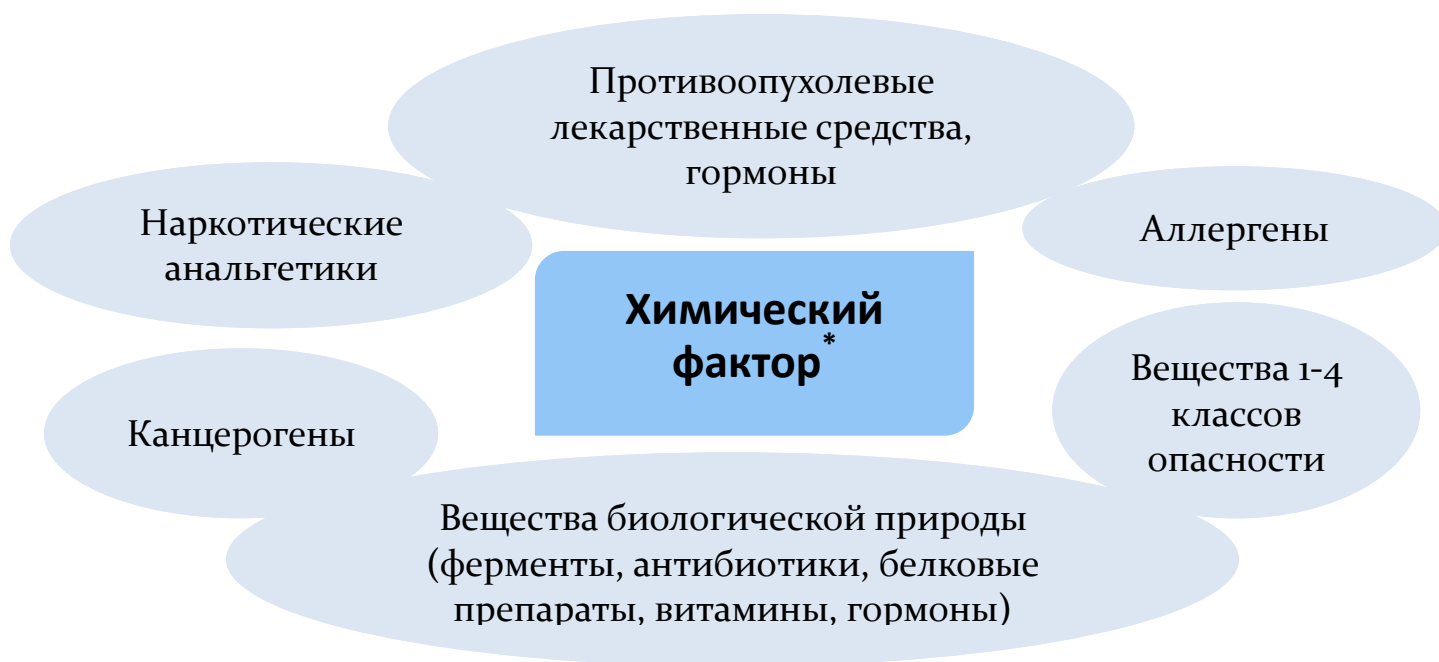 Противоопухолевые
лекарственные средства,
гормоны
Наркотические
анальгетики
Аллергены
Химический
фактор*
Вещества 1-4
классов
опасности
Канцерогены
Вещества биологической природы
(ферменты, антибиотики, белковые
препараты, витамины, гормоны)